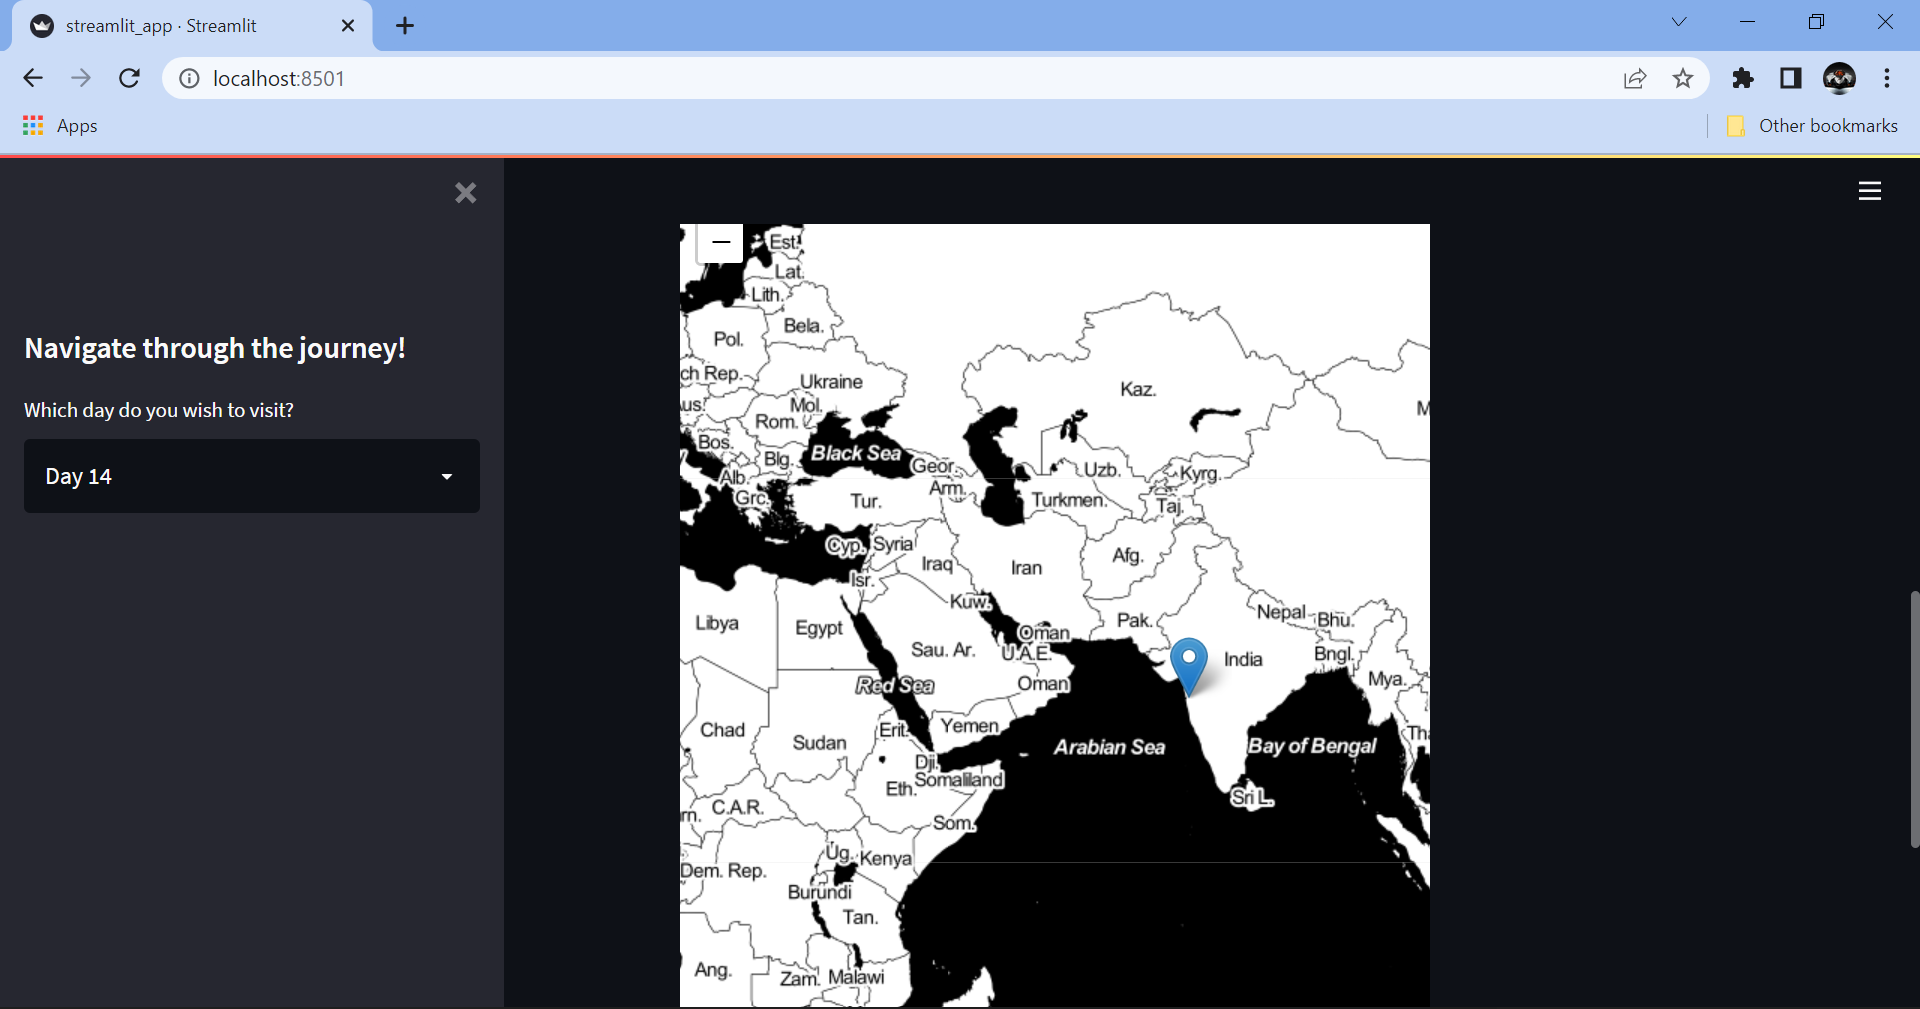 streamlit_app · Streamlit
localhost:8501
Apps
Other bookmarks
Navigate through the journey!
Which day do you wish to visit?
Day 14
Est.
Lat.
Lith.
Bela.
Pol.
ch Rep.
Ukraine
Kaz.
us.
Mol.
M
Rom.
Bos.
Black Sea
Blg.
Geor.
Uzb.
Kyrg.
Alb.
Grc.
Arm.
Tur.
Turkmen.
Taj.
Cyp.
Syria
Iraq
Iran
Afg.
Isr.
Kuw.
Nepal
Bhu.
Libya
Egypt
Oman
Pak.
Sau. Ar.
U.A.E.
India
Bngl.
Red Sea
Oman
Mya.
Chad
Sudan
Erit.
Yemen
Arabian Sea
Bay of Bengal
Tha
Dji.
Somaliland
Eth.
Sri L.
C.A.R.
rn.
Som.
Ug.
Kenya
Dem. Rep.
Burundi
Tan.
Ang.
Zam.
Malawi